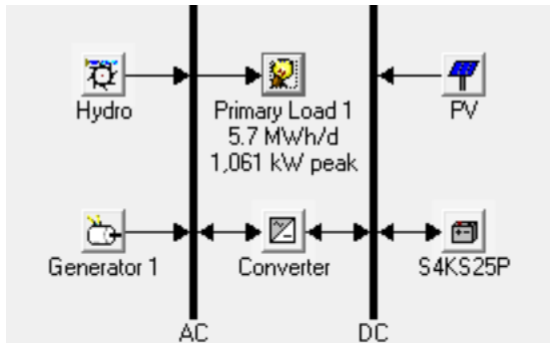 Hydro
Primary Load 1
5.7 MWh/d
1,061 kW peak
PV
Generator 1
Converter
S4KS25P
AC
DC